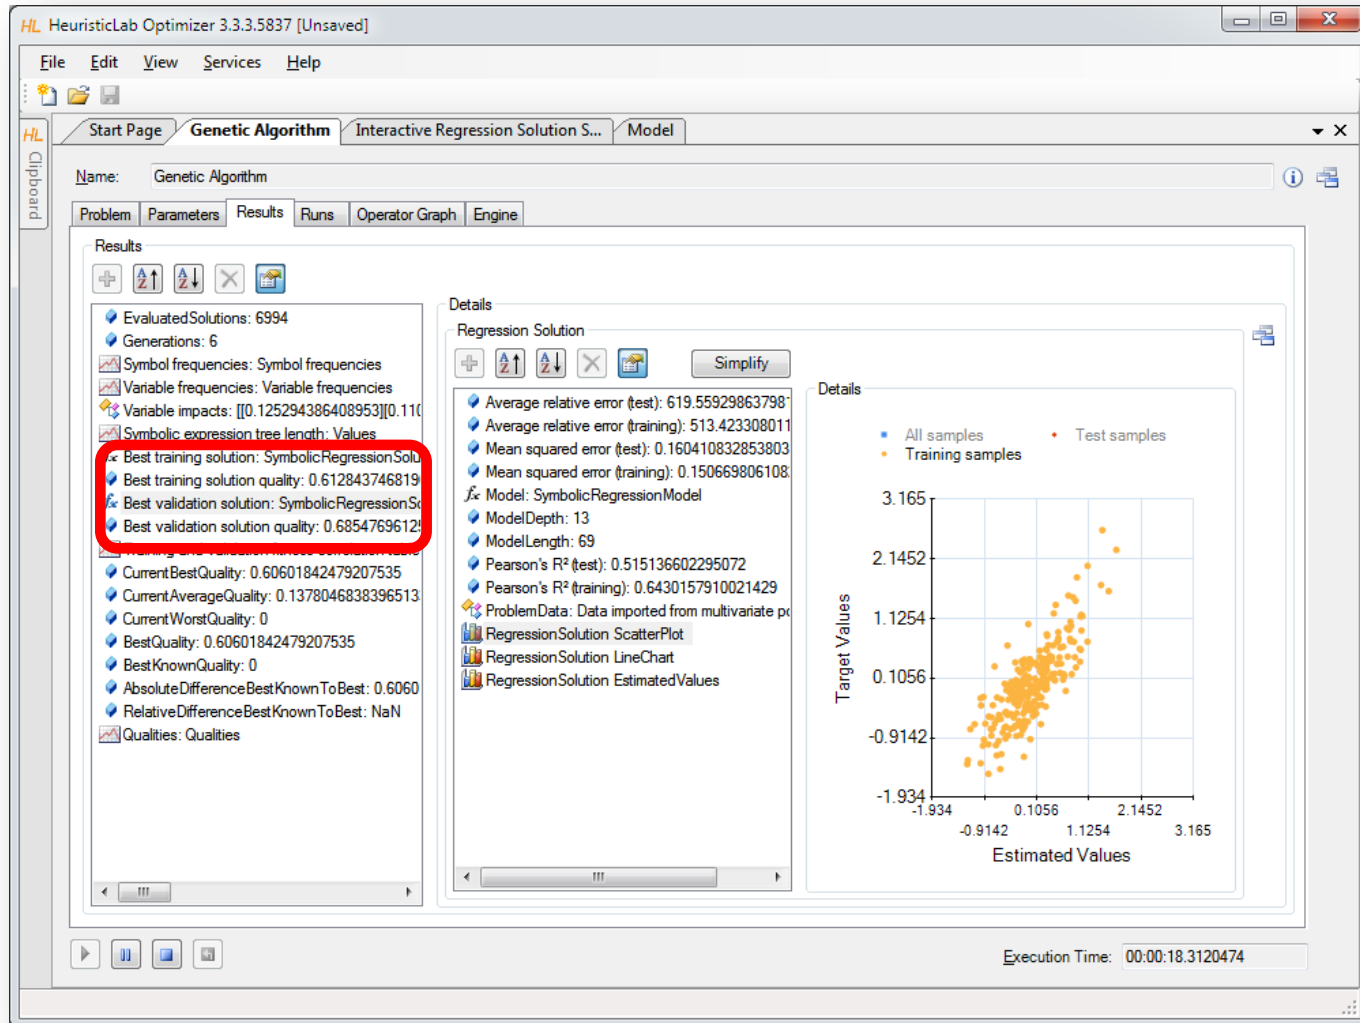 HL HeuristicLab Optimizer 3.3.3.5837 [Unsaved]
File Edit View Services Help
HL Clipboard
Start Page Genetic Algorithm Interactive Regression Solution S... Model
Name: Genetic Algorithm
Problem Parameters Results Runs Operator Graph Engine
Results
EvaluatedSolutions: 6994
Generations: 6
Symbol frequencies: Symbol frequencies
Variable frequencies: Variable frequencies
Variable impacts: [[0.125294386408953][0.110
Symbolic expression tree length: Values
Best training solution: SymbolicRegressionSolu
Best training solution quality: 0.6128437468190
Best validation solution: SymbolicRegressionSo
Best validation solution quality: 0.68547696125
CurrentBestQuality: 0.60601842479207535
CurrentAverageQuality: 0.1378046838396513
CurrentWorstQuality: 0
BestQuality: 0.60601842479207535
BestKnownQuality: 0
AbsoluteDifferenceBestKnownToBest: 0.6060
RelativeDifferenceBestKnownToBest: NaN
Qualities: Qualities
Details
Regression Solution
Simplify
Average relative error (test): 619.55929863798
Average relative error (training): 513.423308011
Mean squared error (test): 0.160410832853803
Mean squared error (training): 0.150669806108
Model: SymbolicRegressionModel
ModelDepth: 13
ModelLength: 69
Pearson's R² (test): 0.515136602295072
Pearson's R² (training): 0.6430157910021429
ProblemData: Data imported from multivariate po
RegressionSolution ScatterPlot
RegressionSolution LineChart
RegressionSolution EstimatedValues
Details
All samples Test samples
Training samples
3.165
2.1452
1.1254
0.1056
-0.9142
-1.934
Target Values
-1.934 0.1056 2.1452
-0.9142 1.1254 3.165
Estimated Values
Execution Time: 00:00:18.3120474